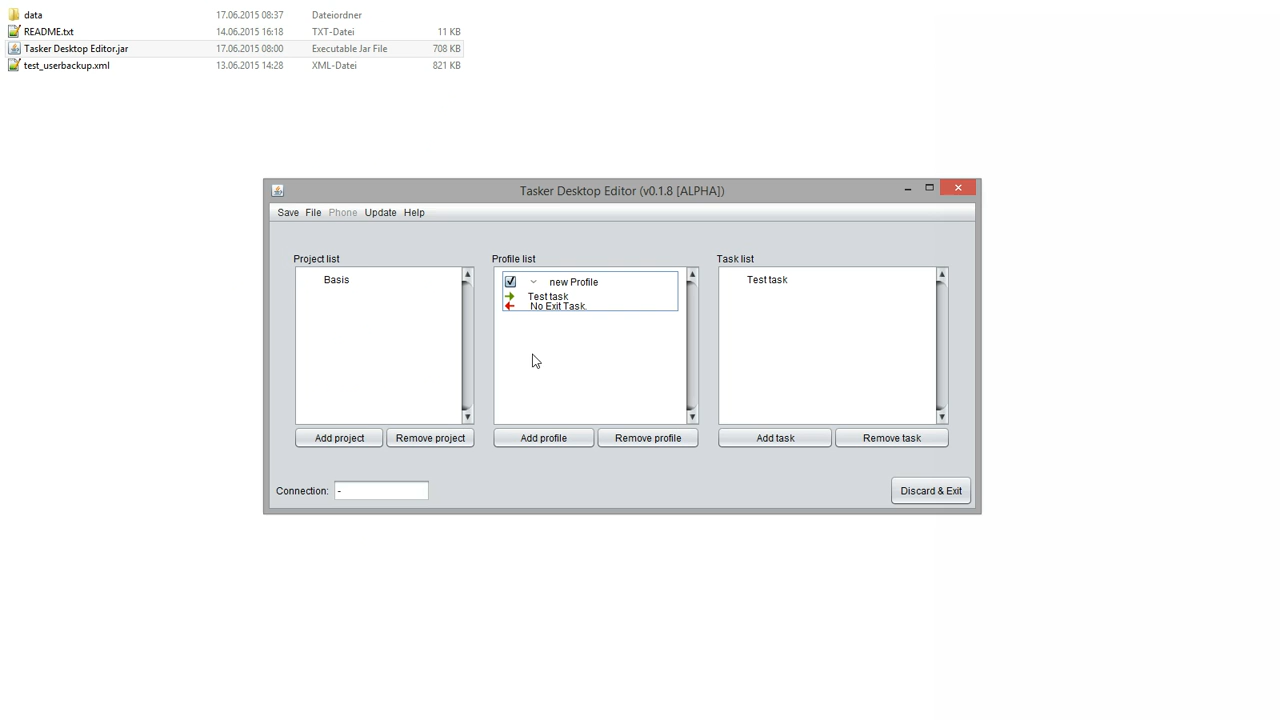 data 17.06.2015 08:37 Dateiordner
README.txt 14.06.2015 16:18 TXT-Datei 11 KB
Tasker Desktop Editor.jar 17.06.2015 08:00 Executable Jar File 708 KB
test_userbackup.xml 13.06.2015 14:28 XML-Datei 821 KB
Tasker Desktop Editor (v0.1.8 [ALPHA])
Save File Phone Update Help
Project list Profile list Task list
Basis new Profile Test task
Test task
No Exit Task.
Add project Remove project Add profile Remove profile Add task Remove task
Connection: - Discard & Exit